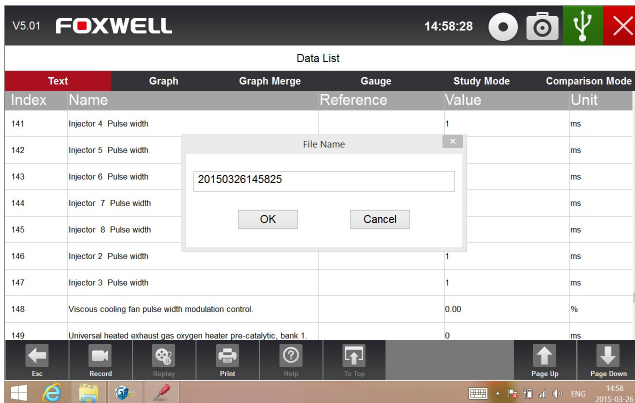 V5.01 FOXWELL 14:58:28
Data List
Text Graph Graph Merge Gauge Study Mode Comparison Mode
Index Name Reference Value Unit
141 Injector 4 Pulse width 1 ms
File Name
142 Injector 5 Pulse width ms
143 Injector 6 Pulse width ms
20150326145825
144 Injector 7 Pulse width ms
OK Cancel
145 Injector 8 Pulse width ms
146 Injector 2 Pulse width 1 ms
147 Injector 3 Pulse width 1 ms
148 Viscous cooling fan pulse width modulation control. 0.00 %
149 Universal heated exhaust gas oxygen heater pre-catalytic, bank 1 0 ms
Esc Record Replay Print Help To Top Page Up Page Down
ENG 14:58
2015-03-26